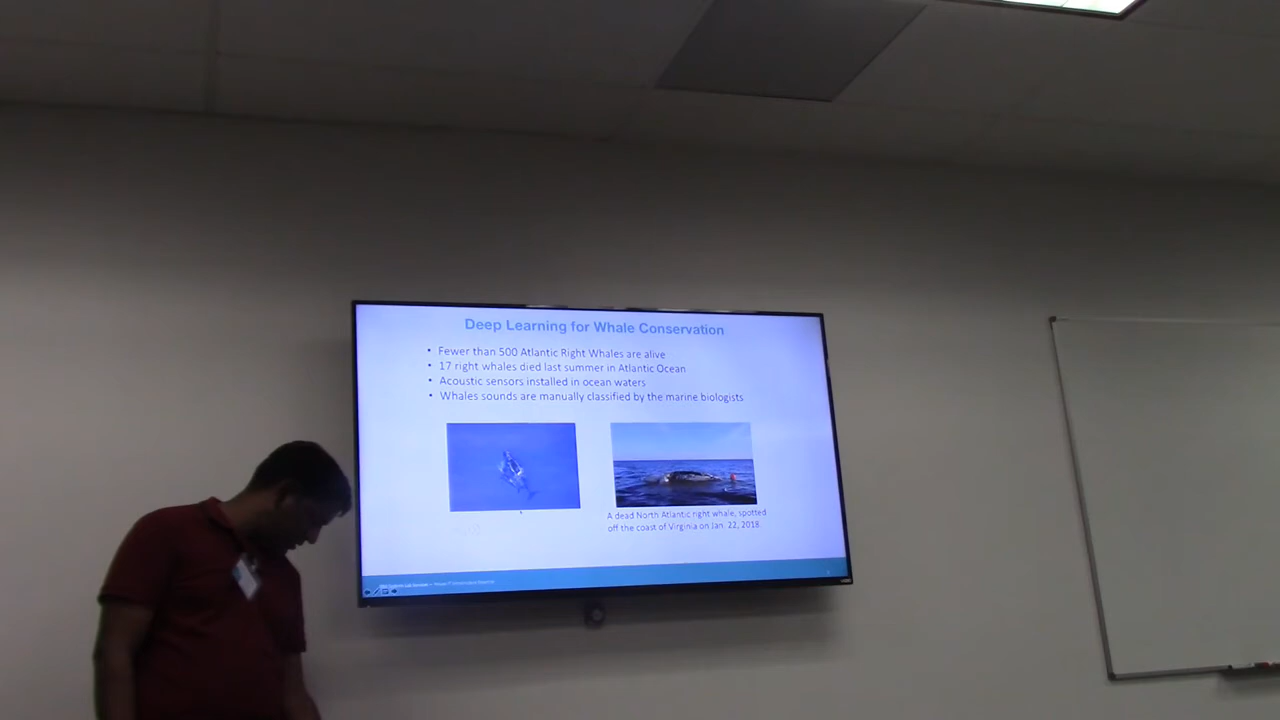 Deep Learning for Whale Conservation
• Fewer than 500 Atlantic Right Whales are alive
• 17 right whales died last summer in Atlantic Ocean
• Acoustic sensors installed in ocean waters
• Whales sounds are manually classified by the marine biologists
A dead North Atlantic right whale, spotted
off the coast of Virginia on Jan. 22, 2018.